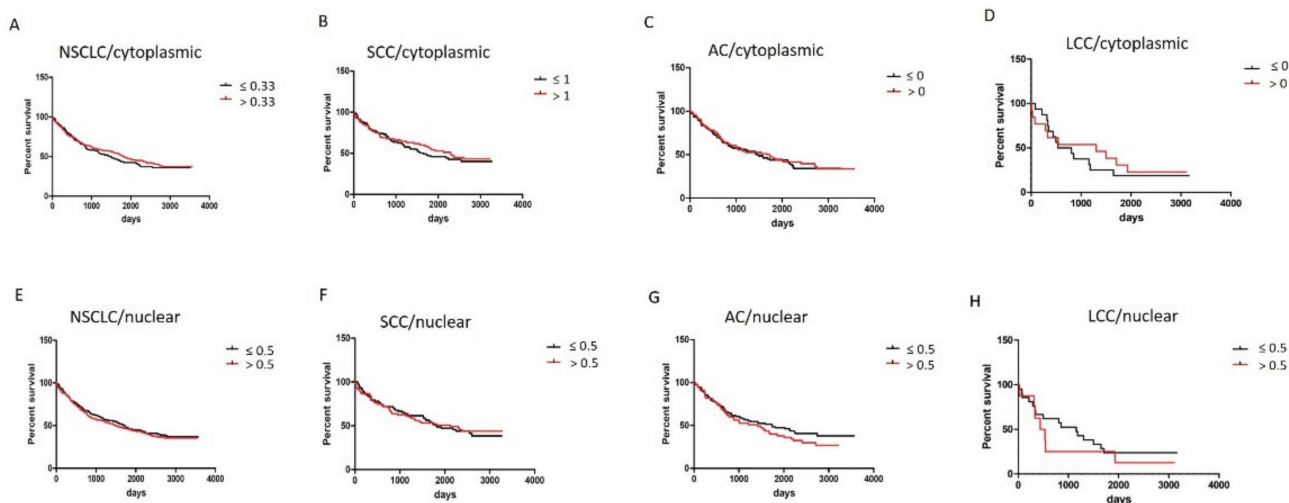 A
NSCLC/cytoplasmic
≤ 0.33
> 0.33
Percent survival
150
100
50
0
0 1000 2000 3000 4000
days
B
SCC/cytoplasmic
≤ 1
> 1
Percent survival
150
100
50
0
0 1000 2000 3000 4000
days
C
AC/cytoplasmic
≤ 0
> 0
Percent survival
150
100
50
0
0 1000 2000 3000 4000
days
D
LCC/cytoplasmic
≤ 0
> 0
Percent survival
150
100
50
0
0 1000 2000 3000 4000
days
E
NSCLC/nuclear
≤ 0.5
> 0.5
Percent survival
150
100
50
0
0 1000 2000 3000 4000
days
F
SCC/nuclear
≤ 0.5
> 0.5
Percent survival
150
100
50
0
0 1000 2000 3000 4000
days
G
AC/nuclear
≤ 0.5
> 0.5
Percent survival
150
100
50
0
0 1000 2000 3000 4000
days
H
LCC/nuclear
≤ 0.5
> 0.5
Percent survival
150
100
50
0
0 1000 2000 3000 4000
days